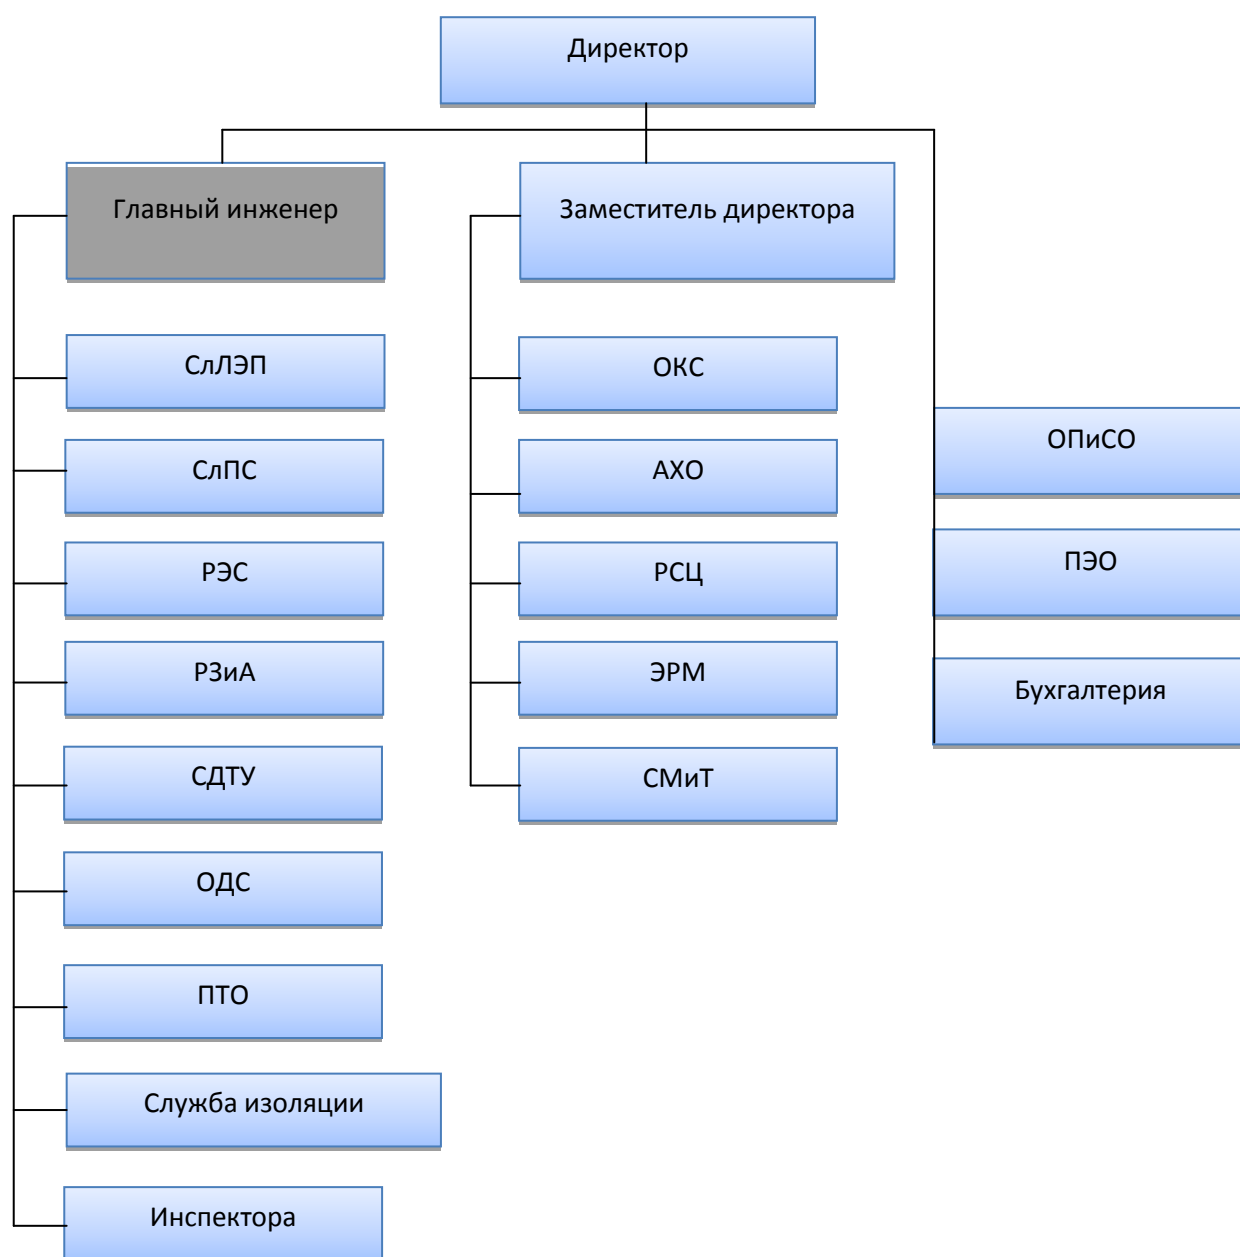 Директор
Главный инженер
Заместитель директора
СлЛЭП
СлПС
РЭС
РЗиА
СДТУ
ОДС
ПТО
Служба изоляции
Инспектора
ОКС
АХО
РСЦ
ЭРМ
СМиТ
ОПиСО
ПЭО
Бухгалтерия